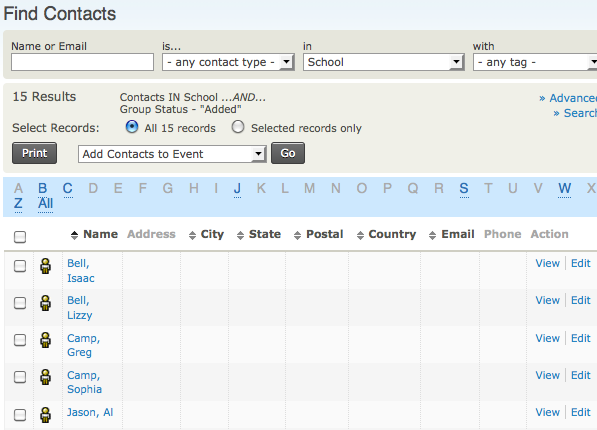 Find Contacts
Name or Email is... in with
- any contact type - School - any tag -
15 Results Contacts IN School ...AND... » Advance
Group Status - "Added" » Search
Select Records: All 15 records Selected records only
Print Add Contacts to Event Go
A B C D E F G H I J K L M N O P Q R S T U V W X
Z All
Name Address City State Postal Country Email Phone Action
Bell, View Edit
Isaac
Bell, View Edit
Lizzy
Camp, View Edit
Greg
Camp, View Edit
Sophia
Jason, Al View Edit